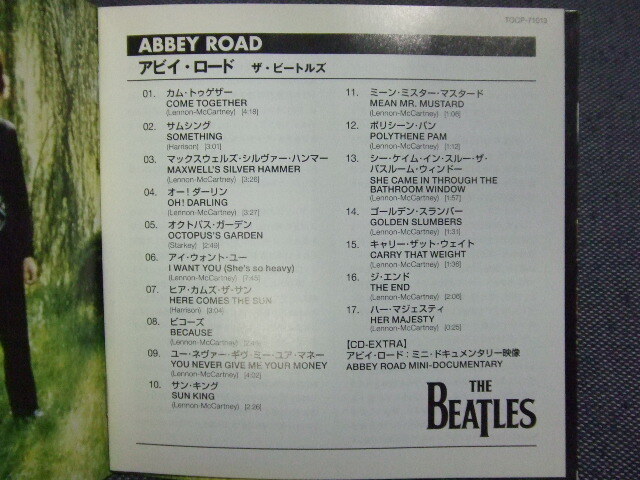 TOCP-71013
ABBEY ROAD
アビイ・ロード ザ・ビートルズ
01. カム・トゥゲザー
COME TOGETHER
(Lennon-McCartney) [4:18]
02. サムシング
SOMETHING
(Harrison) [3:01]
03. マックスウェルズ・シルヴァー・ハンマー
MAXWELL'S SILVER HAMMER
(Lennon-McCartney) [3:26]
04. オー!ダーリン
OH! DARLING
(Lennon-McCartney) [3:27]
05. オクトパス・ガーデン
OCTOPUS'S GARDEN
(Starkey) [2:49]
06. アイ・ウォント・ユー
I WANT YOU (She's so heavy)
(Lennon-McCartney) [7:45]
07. ヒア・カムズ・ザ・サン
HERE COMES THE SUN
(Harrison) [3:04]
08. ビコーズ
BECAUSE
(Lennon-McCartney)
09. ユー・ネヴァー・ギヴ・ミー・ユア・マネー
YOU NEVER GIVE ME YOUR MONEY
(Lennon-McCartney) [4:02]
10. サン・キング
SUN KING
(Lennon-McCartney) [2:26]
11. ミーン・ミスター・マスタード
MEAN MR. MUSTARD
(Lennon-McCartney) [1:06]
12. ポリシーン・パン
POLYTHENE PAM
(Lennon-McCartney) [1:12]
13. シー・ケイム・イン・スルー・ザ・
バスルーム・ウィンドー
SHE CAME IN THROUGH THE
BATHROOM WINDOW
(Lennon-McCartney) [1:57]
14. ゴールデン・スランバー
GOLDEN SLUMBERS
(Lennon-McCartney) [1:31]
15. キャリー・ザット・ウェイト
CARRY THAT WEIGHT
(Lennon-McCartney) [1:36]
16. ジ・エンド
THE END
(Lennon-McCartney) [2:06]
17. ハー・マジェスティ
HER MAJESTY
(Lennon-McCartney) [0:25]
【CD-EXTRA】
アビイ・ロード:ミニ・ドキュメンタリー映像
ABBEY ROAD MINI-DOCUMENTARY
THE
BEATLES